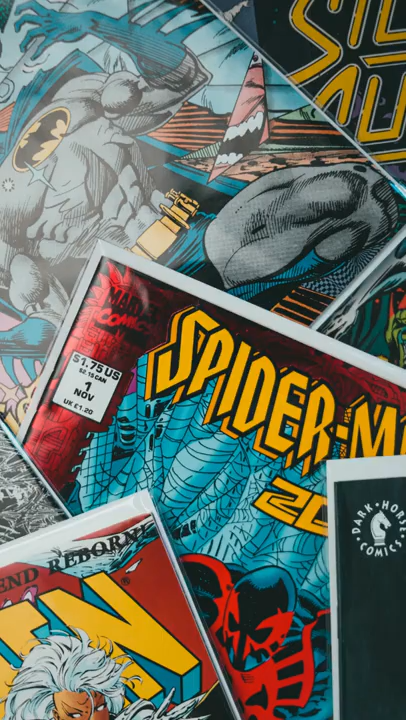 MARVEL
COMICS
$1.75 US
$2.15 CAN
1
NOV
UK £1.20
SPIDER-M
20
DARK HORSE
COMICS
END REBORN!
EN